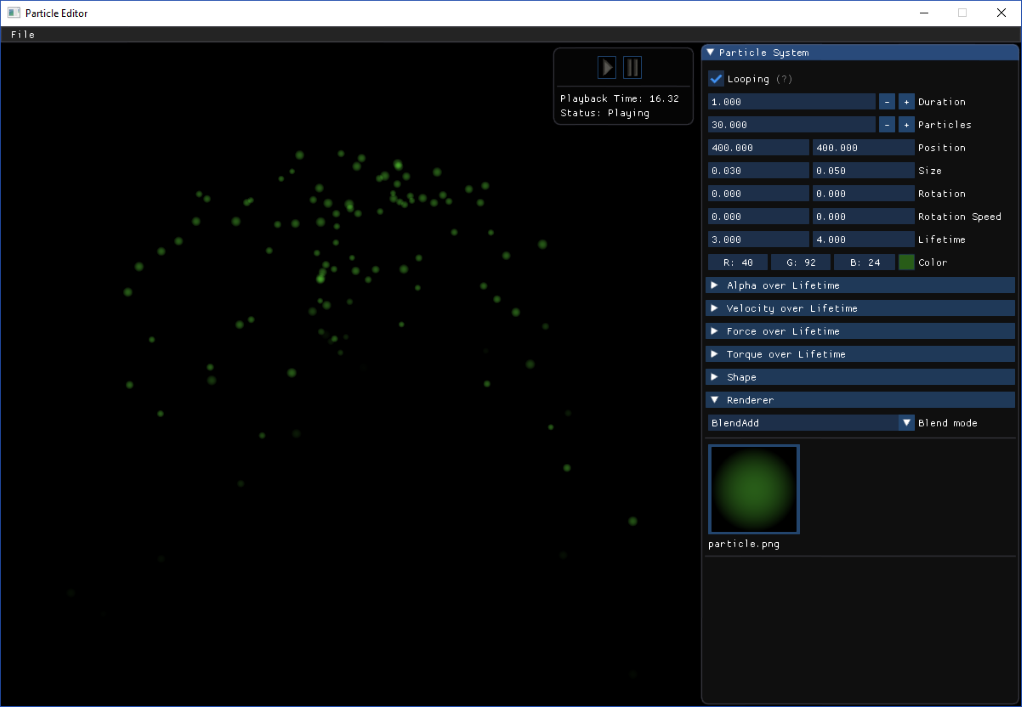 Particle Editor
File
Playback Time: 16.32
Status: Playing
Particle System
Looping (?)
1.000 - + Duration
30.000 - + Particles
400.000 400.000 Position
0.030 0.050 Size
0.000 0.000 Rotation
0.000 0.000 Rotation Speed
3.000 4.000 Lifetime
R: 40 G: 92 B: 24 Color
Alpha over Lifetime
Velocity over Lifetime
Force over Lifetime
Torque over Lifetime
Shape
Renderer
BlendAdd Blend mode
particle.png